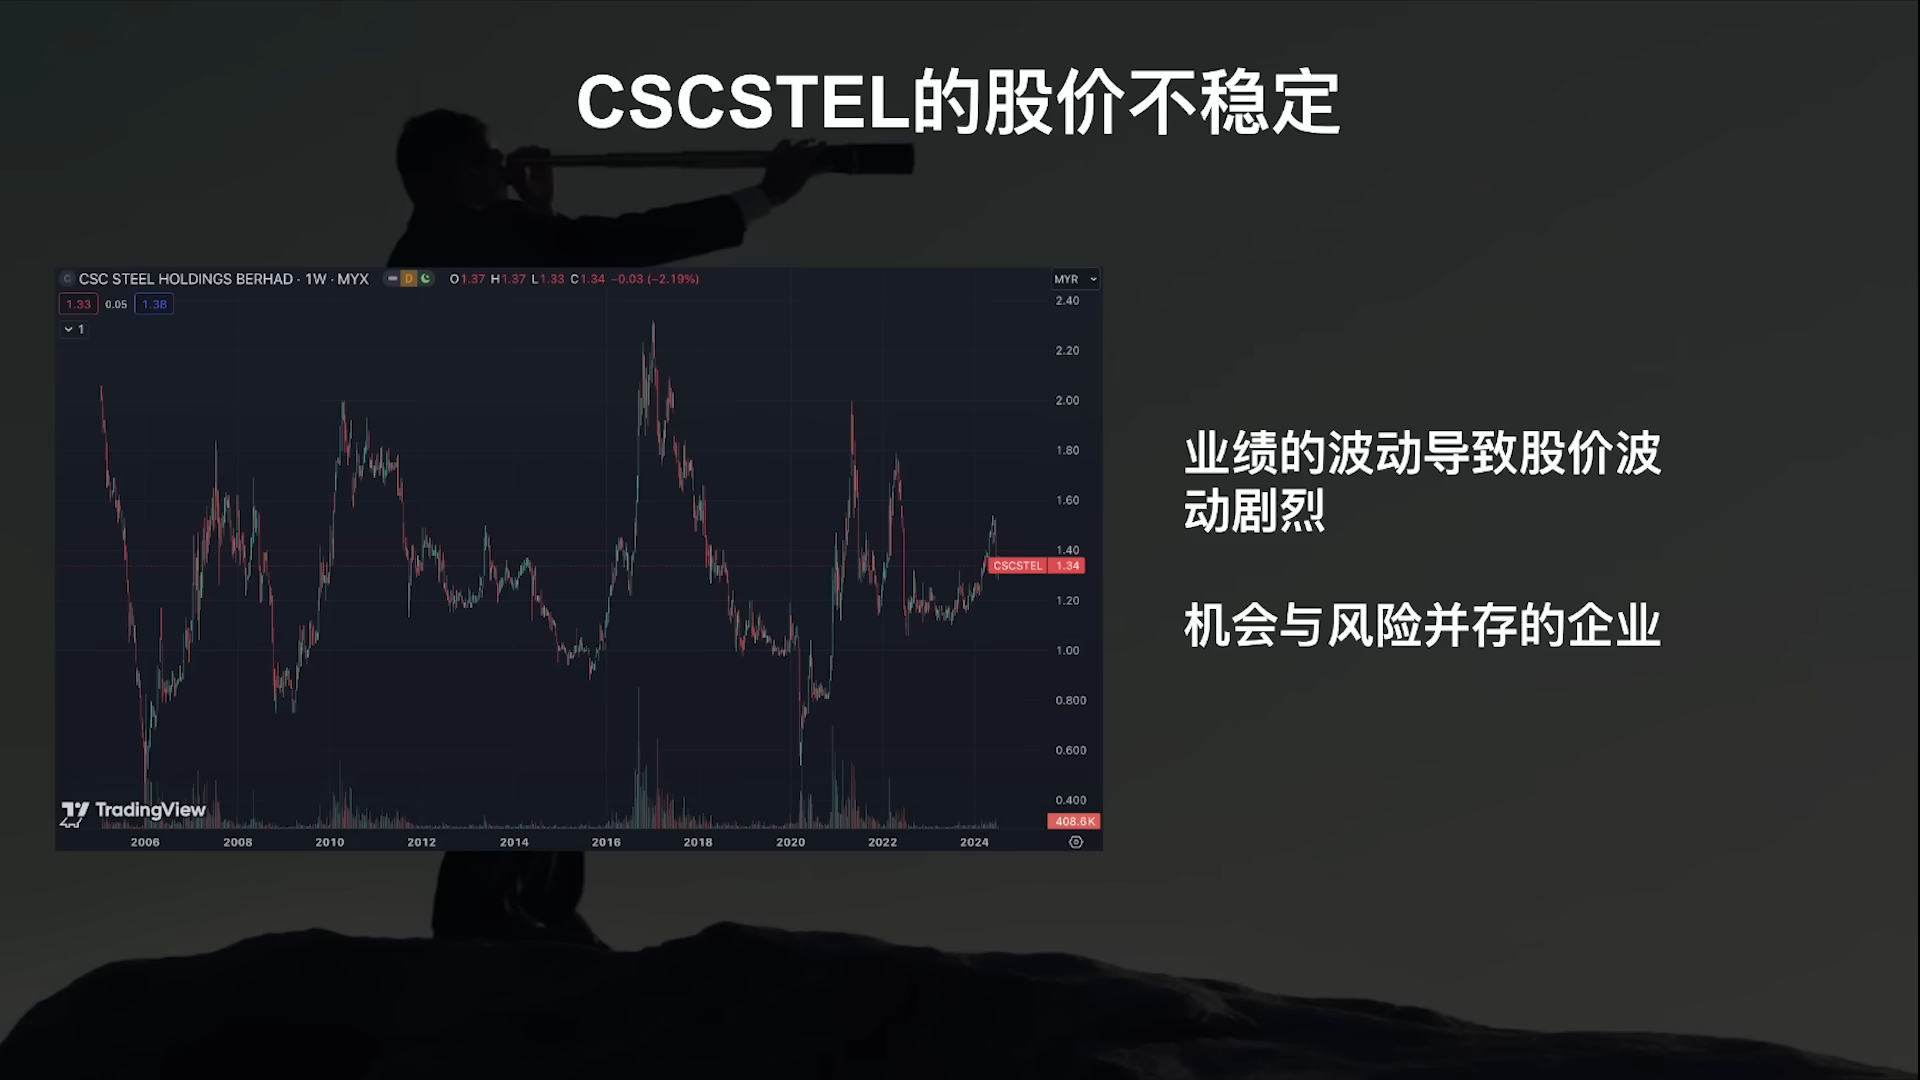 CSCSTEL的股价不稳定
CSC STEEL HOLDINGS BERHAD · 1W · MYX D O1.37 H1.37 L1.33 C1.34 −0.03 (−2.19%) MYR
1.33 0.05 1.38
1
2.40
2.20
2.00
1.80
1.60
1.40
CSCSTEL 1.34
1.20
1.00
0.800
0.600
0.400
408.6K
TradingView
2006 2008 2010 2012 2014 2016 2018 2020 2022 2024
业绩的波动导致股价波
动剧烈
机会与风险并存的企业